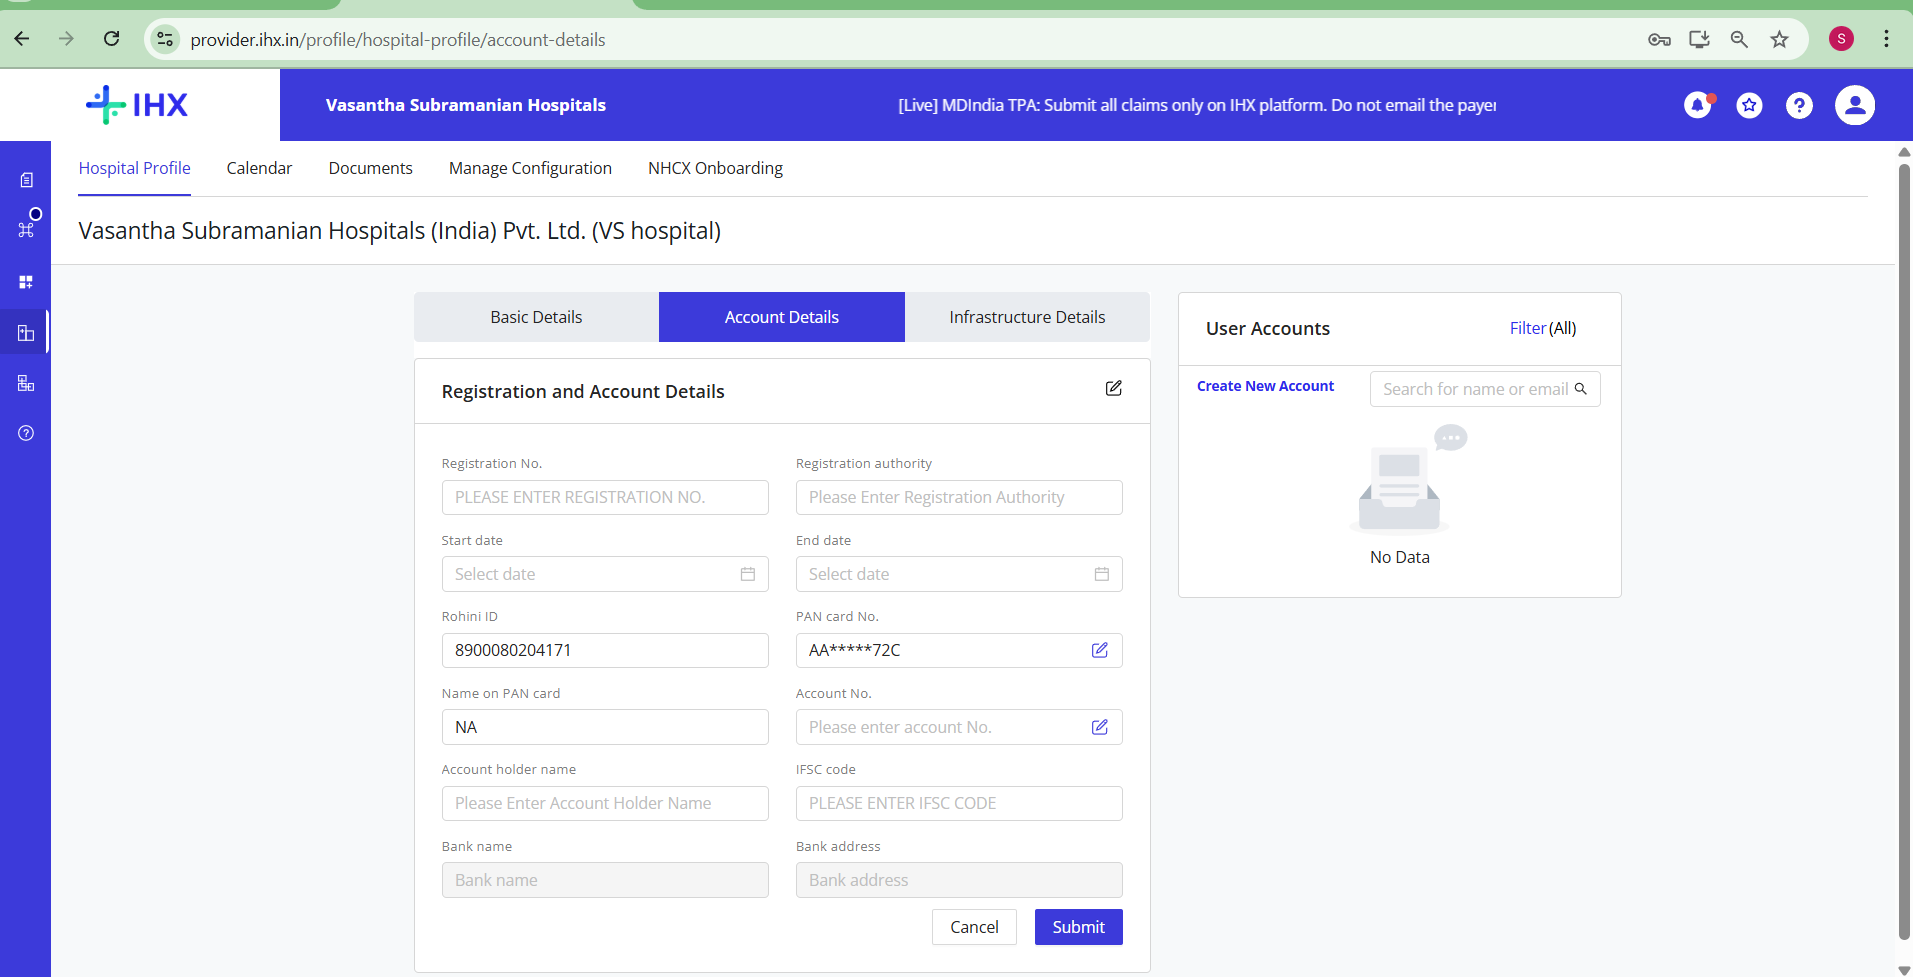 provider.ihx.in/profile/hospital-profile/account-details
S
IHX
Vasantha Subramanian Hospitals
[Live] MDIndia TPA: Submit all claims only on IHX platform. Do not email the payer
Hospital Profile
Calendar
Documents
Manage Configuration
NHCX Onboarding
Vasantha Subramanian Hospitals (India) Pvt. Ltd. (VS hospital)
Basic Details
Account Details
Infrastructure Details
Registration and Account Details
Registration No.
Registration authority
PLEASE ENTER REGISTRATION NO.
Please Enter Registration Authority
Start date
End date
Select date
Select date
Rohini ID
PAN card No.
8900080204171
AA*****72C
Name on PAN card
Account No.
NA
Please enter account No.
Account holder name
IFSC code
Please Enter Account Holder Name
PLEASE ENTER IFSC CODE
Bank name
Bank address
Bank name
Bank address
Cancel
Submit
User Accounts
Filter (All)
Create New Account
Search for name or email
No Data